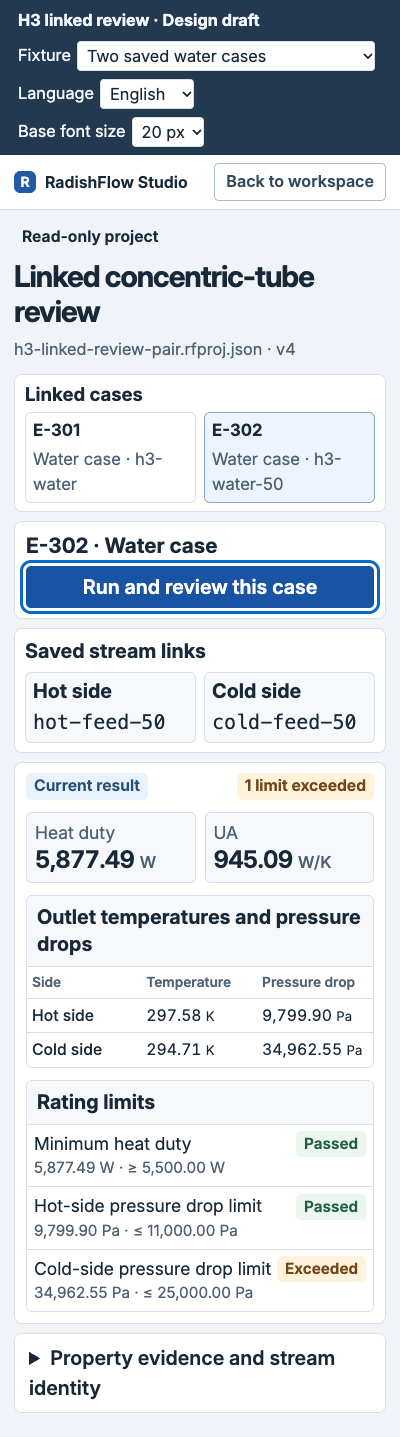 H3 linked review · Design draft
Fixture Two saved water cases
Language English
Base font size 20 px
R RadishFlow Studio Back to workspace
Read-only project
Linked concentric-tube
review
h3-linked-review-pair.rfproj.json · v4
Linked cases
E-301 E-302
Water case · h3- Water case · h3-
water water-50
E-302 · Water case
Run and review this case
Saved stream links
Hot side Cold side
hot-feed-50 cold-feed-50
Current result 1 limit exceeded
Heat duty UA
5,877.49 W 945.09 W/K
Outlet temperatures and pressure
drops
Side Temperature Pressure drop
Hot side 297.58 K 9,799.90 Pa
Cold side 294.71 K 34,962.55 Pa
Rating limits
Minimum heat duty Passed
5,877.49 W · ≥ 5,500.00 W
Hot-side pressure drop limit Passed
9,799.90 Pa · ≤ 11,000.00 Pa
Cold-side pressure drop limit Exceeded
34,962.55 Pa · ≤ 25,000.00 Pa
Property evidence and stream
identity